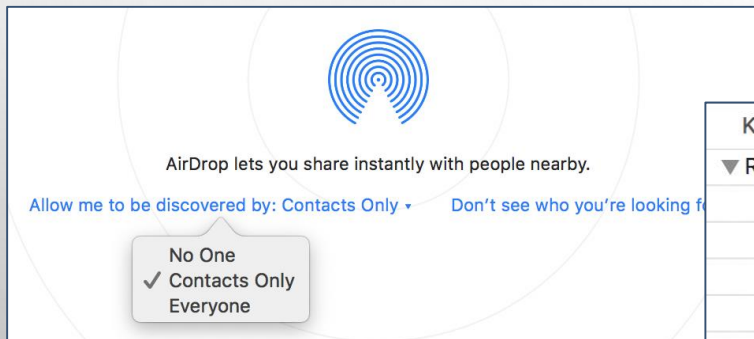 AirDrop lets you share instantly with people nearby.
Allow me to be discovered by: Contacts Only ▾ Don't see who you're looking
No One
✓ Contacts Only
Everyone
K